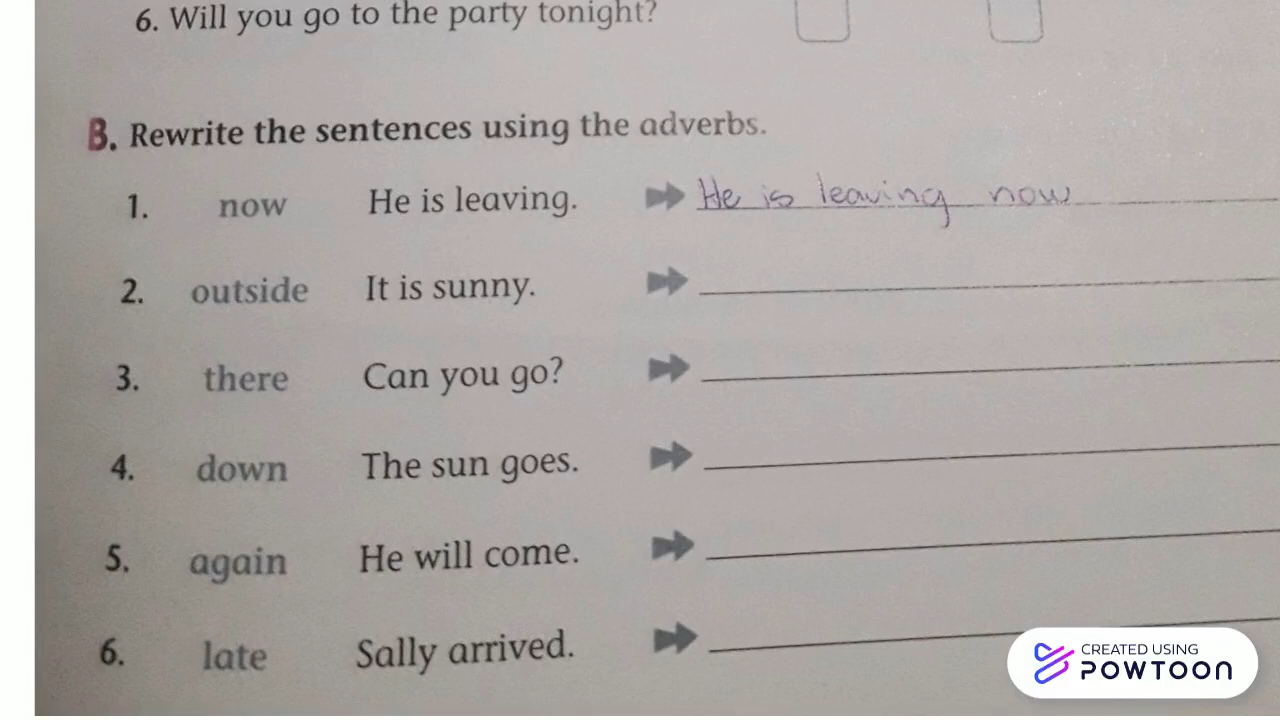 6. Will you go to the party tonight?
B. Rewrite the sentences using the adverbs.
1. now He is leaving. He is leaving now
2. outside It is sunny.
3. there Can you go?
4. down The sun goes.
5. again He will come.
6. late Sally arrived.
CREATED USING
POWTOON